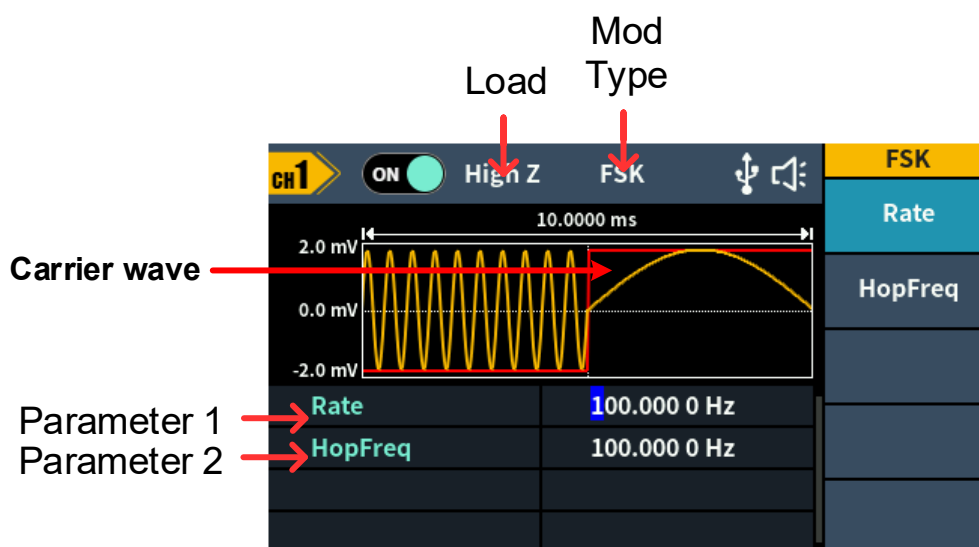 Mod
Load Type
CH1 ON High Z FSK FSK
Rate
10.0000 ms
2.0 mV
Carrier wave
HopFreq
0.0 mV
-2.0 mV
Rate 100.000 0 Hz
Parameter 1
HopFreq 100.000 0 Hz
Parameter 2